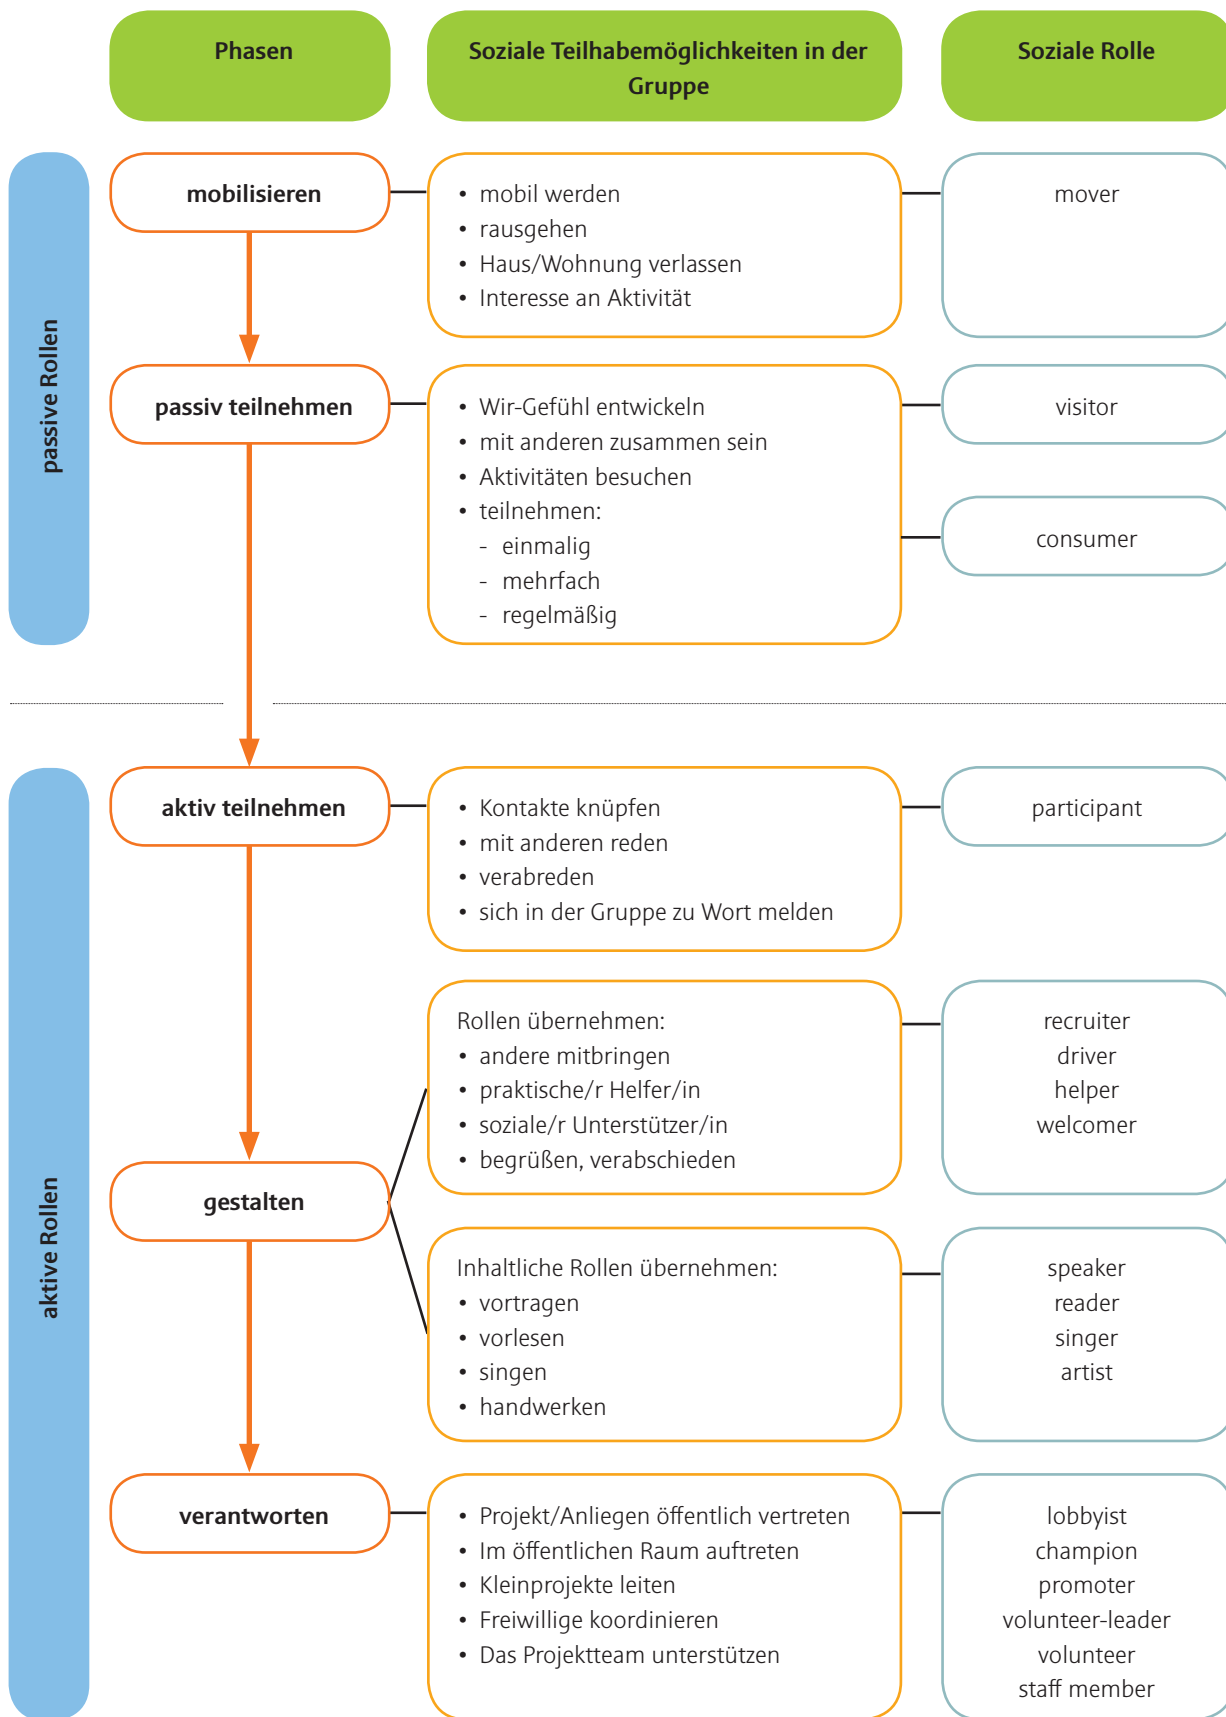 Phasen
Soziale Teilhabemöglichkeiten in der
Gruppe
Soziale Rolle
passive Rollen
mobilisieren
• mobil werden
• rausgehen
• Haus/Wohnung verlassen
• Interesse an Aktivität
mover
passiv teilnehmen
• Wir-Gefühl entwickeln
• mit anderen zusammen sein
• Aktivitäten besuchen
• teilnehmen:
- einmalig
- mehrfach
- regelmäßig
visitor
consumer
aktive Rollen
aktiv teilnehmen
• Kontakte knüpfen
• mit anderen reden
• verabreden
• sich in der Gruppe zu Wort melden
participant
gestalten
Rollen übernehmen:
• andere mitbringen
• praktische/r Helfer/in
• soziale/r Unterstützer/in
• begrüßen, verabschieden
recruiter
driver
helper
welcomer
Inhaltliche Rollen übernehmen:
• vortragen
• vorlesen
• singen
• handwerken
speaker
reader
singer
artist
verantworten
• Projekt/Anliegen öffentlich vertreten
• Im öffentlichen Raum auftreten
• Kleinprojekte leiten
• Freiwillige koordinieren
• Das Projektteam unterstützen
lobbyist
champion
promoter
volunteer-leader
volunteer
staff member